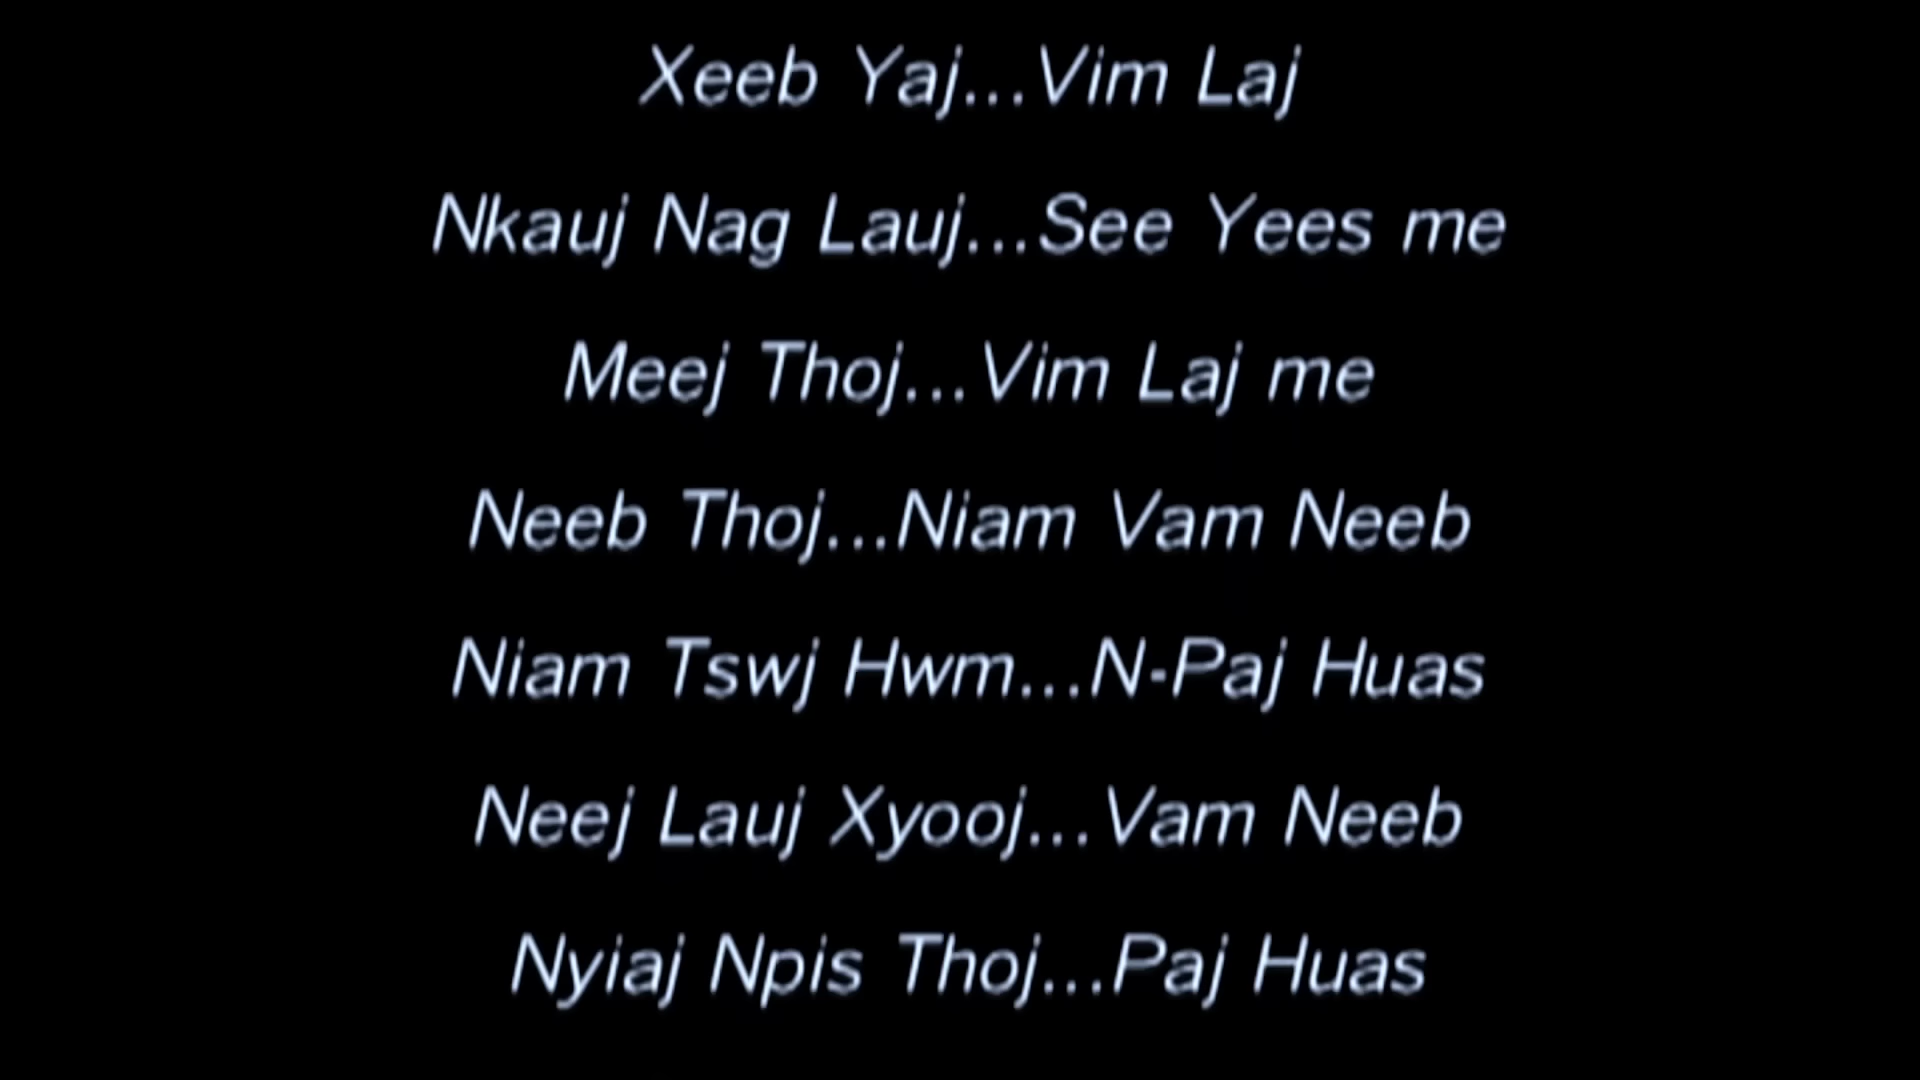 Xeeb Yaj...Vim Laj
Nkauj Nag Lauj...See Yees me
Meej Thoj...Vim Laj me
Neeb Thoj...Niam Vam Neeb
Niam Tswj Hwm...N-Paj Huas
Neej Lauj Xyooj...Vam Neeb
Nyiaj Npis Thoj...Paj Huas